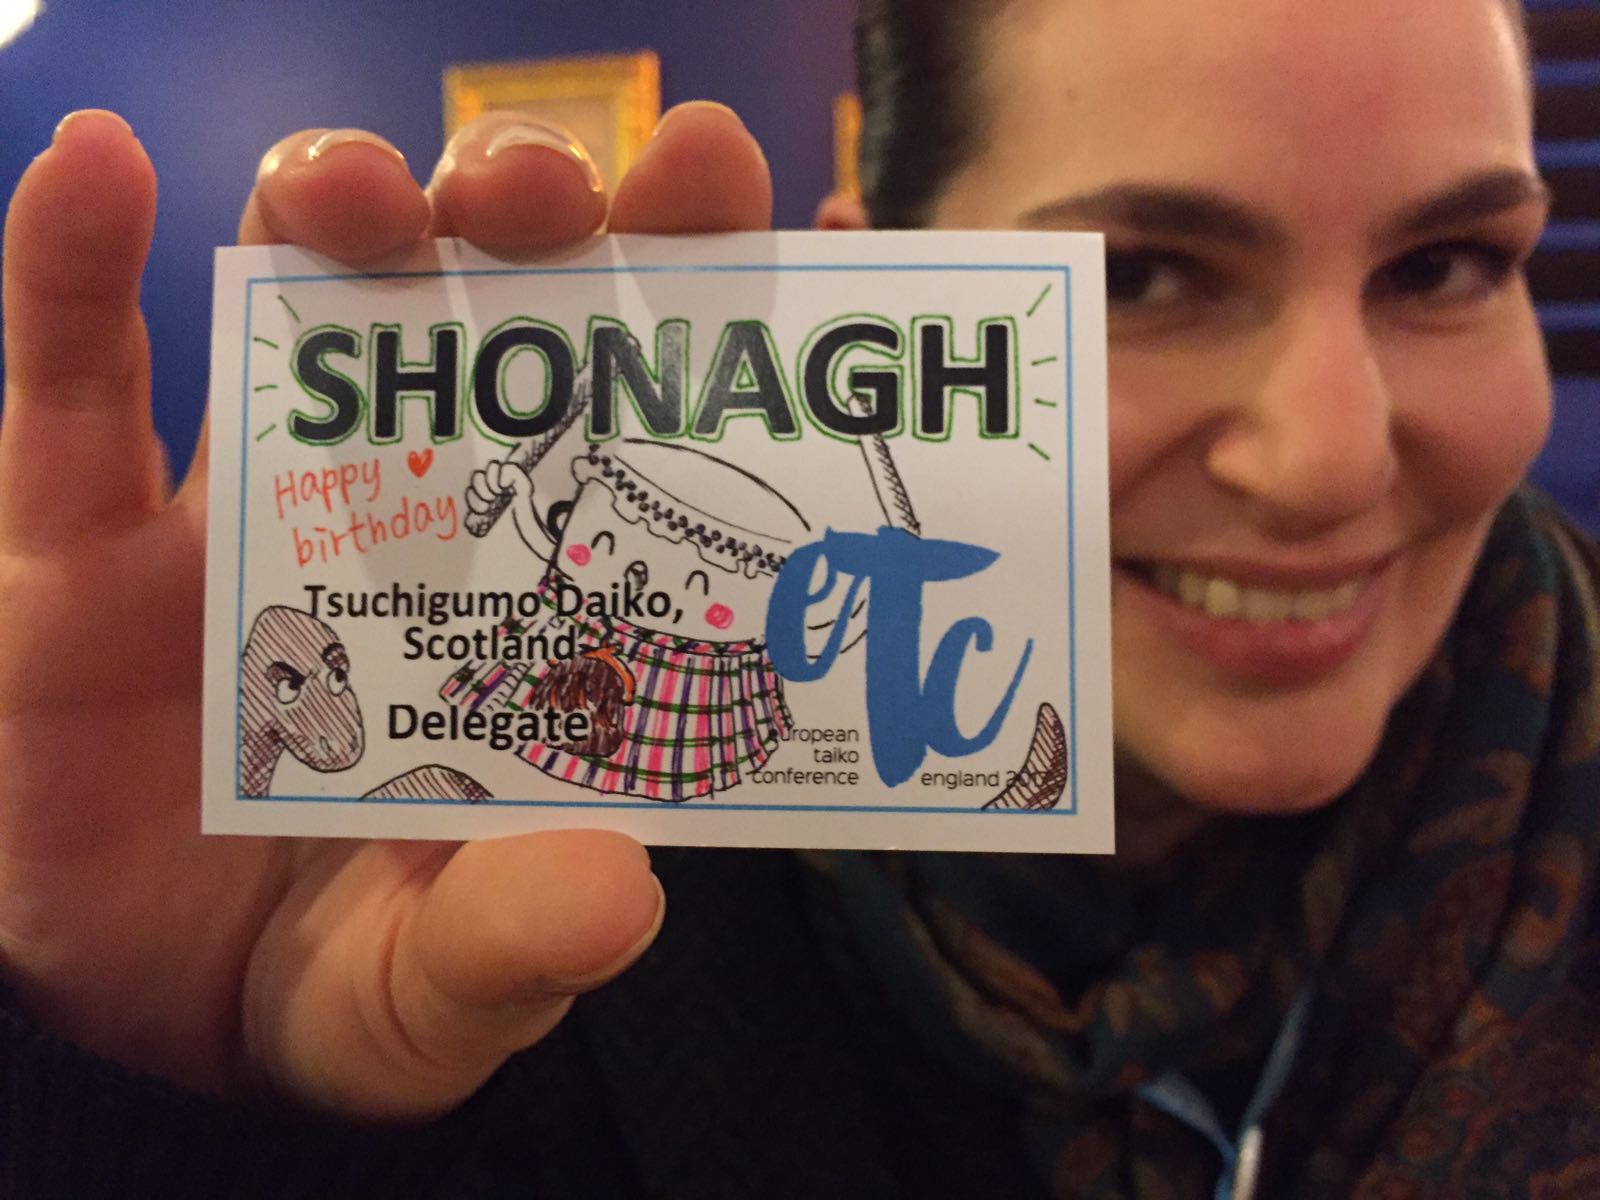 SHONAGH
Happy
birthday
Tsuchigumo Daiko,
Scotland
Delegate
eTc
european
taiko
conference
england